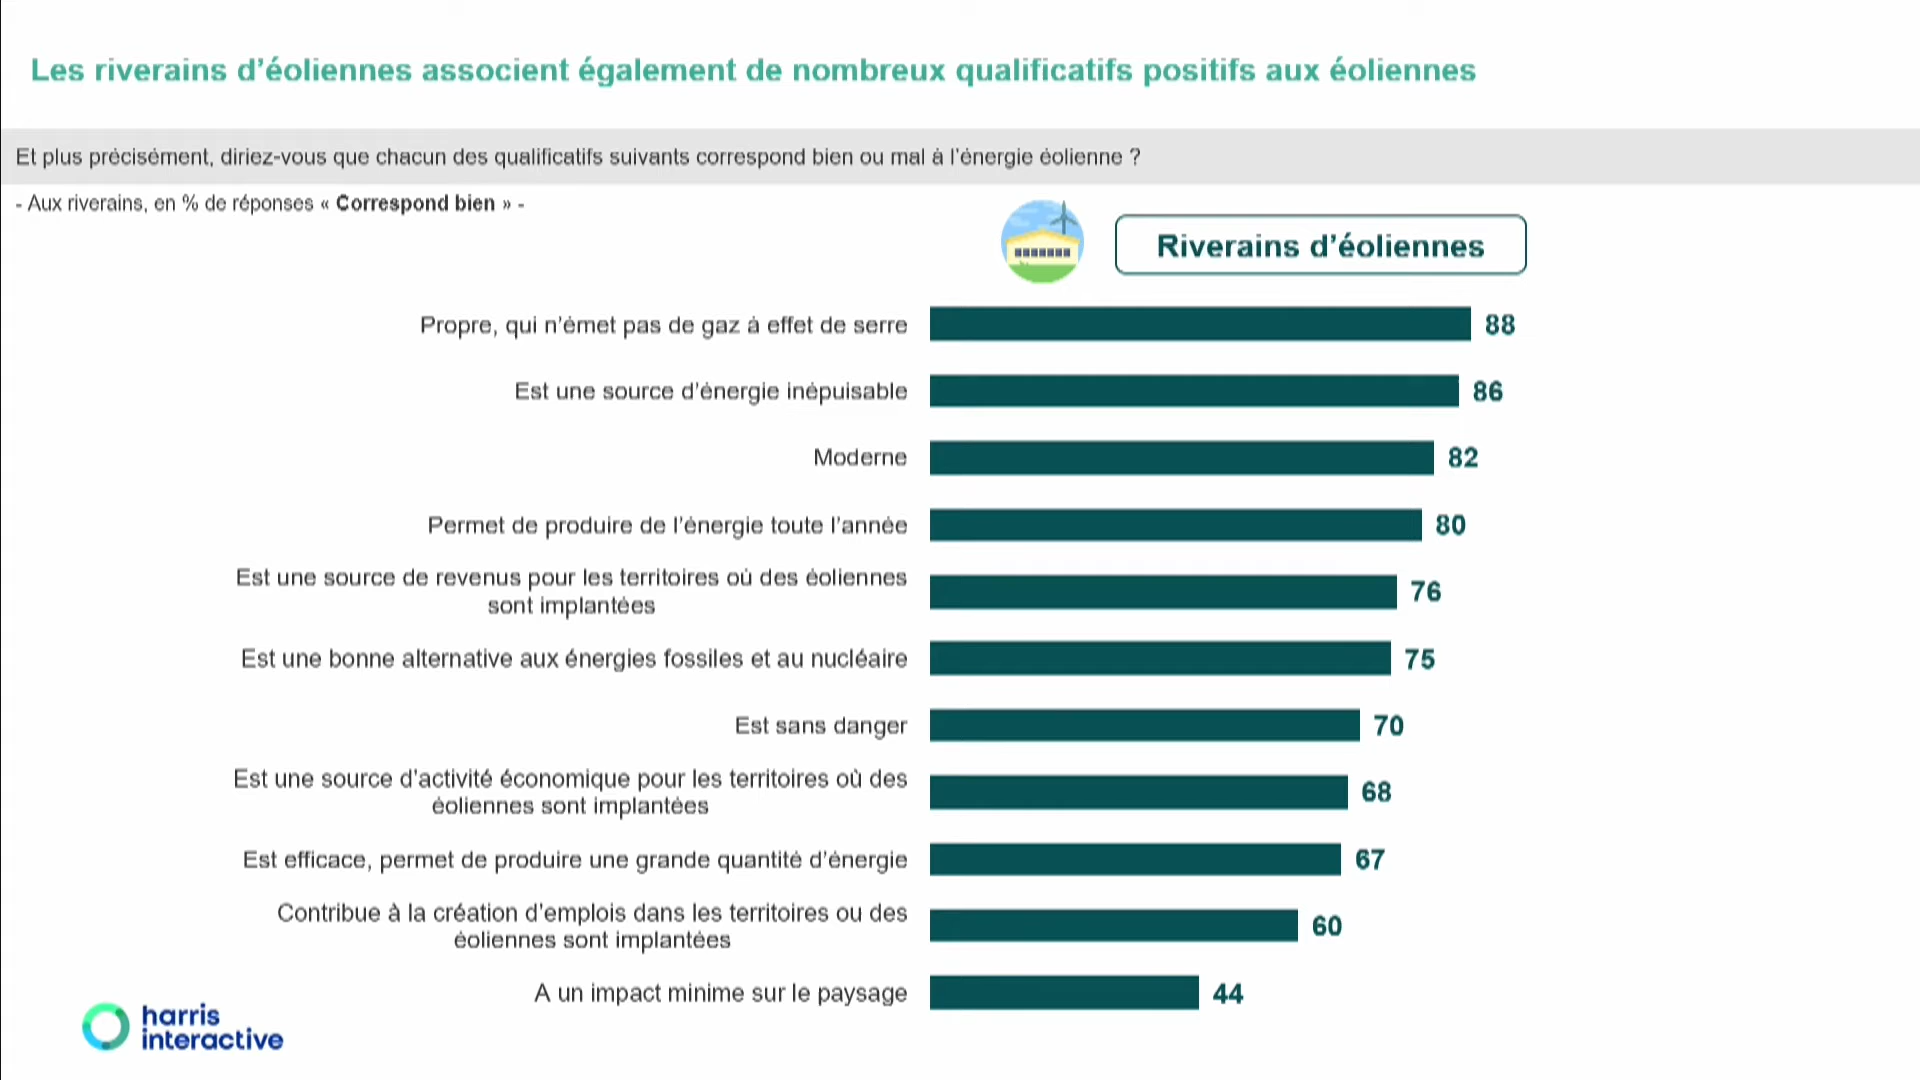 Les riverains d’éoliennes associent également de nombreux qualificatifs positifs aux éoliennes
Et plus précisément, diriez-vous que chacun des qualificatifs suivants correspond bien ou mal à l’énergie éolienne ?
- Aux riverains, en % de réponses « Correspond bien » -
Riverains d’éoliennes
Propre, qui n’émet pas de gaz à effet de serre 88
Est une source d’énergie inépuisable 86
Moderne 82
Permet de produire de l’énergie toute l’année 80
Est une source de revenus pour les territoires où des éoliennes
sont implantées 76
Est une bonne alternative aux énergies fossiles et au nucléaire 75
Est sans danger 70
Est une source d’activité économique pour les territoires où des
éoliennes sont implantées 68
Est efficace, permet de produire une grande quantité d’énergie 67
Contribue à la création d’emplois dans les territoires ou des
éoliennes sont implantées 60
A un impact minime sur le paysage 44
harris
interactive